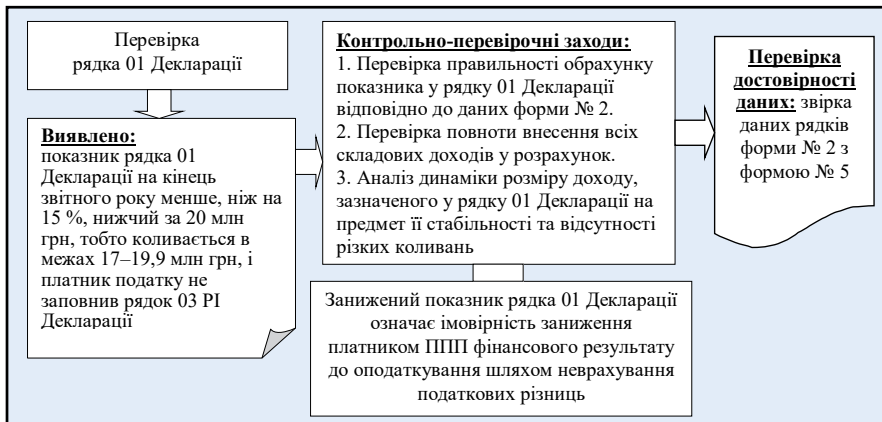 Перевірка
рядка 01 Декларації
Виявлено:
показник рядка 01
Декларації на кінець
звітного року менше, ніж на
15 %, нижчий за 20 млн
грн, тобто коливається в
межах 17–19,9 млн грн, і
платник податку не
заповнив рядок 03 РІ
Декларації
Контрольно-перевірочні заходи:
1. Перевірка правильності обрахунку
показника у рядку 01 Декларації
відповідно до даних форми № 2.
2. Перевірка повноти внесення всіх
складових доходів у розрахунок.
3. Аналіз динаміки розміру доходу,
зазначеного у рядку 01 Декларації на
предмет її стабільності та відсутності
різких коливань
Занижений показник рядка 01 Декларації
означає імовірність заниження
платником ППП фінансового результату
до оподаткування шляхом неврахування
податкових різниць
Перевірка
достовірності
даних: звірка
даних рядків
форми № 2 з
формою № 5